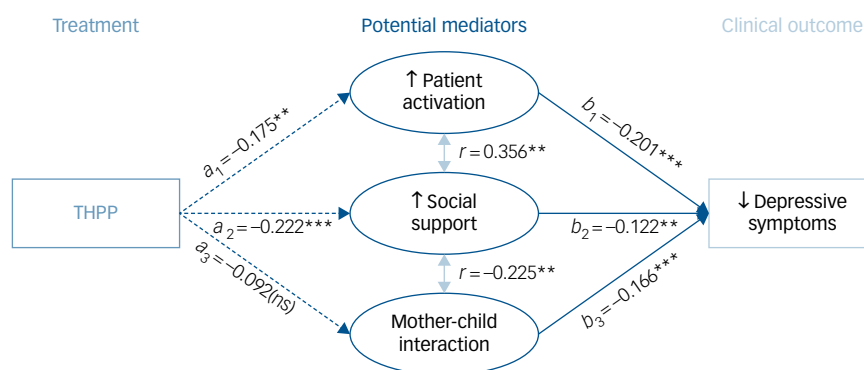 Treatment
Potential mediators
Clinical outcome
↑ Patient
activation
a₁=–0.175**
b₁=–0.201***
r=0.356**
THPP
↑ Social
support
↓ Depressive
symptoms
a₂=–0.222***
b₂=–0.122**
a₃=–0.092(ns)
r=–0.225**
b₃=–0.166***
Mother-child
interaction